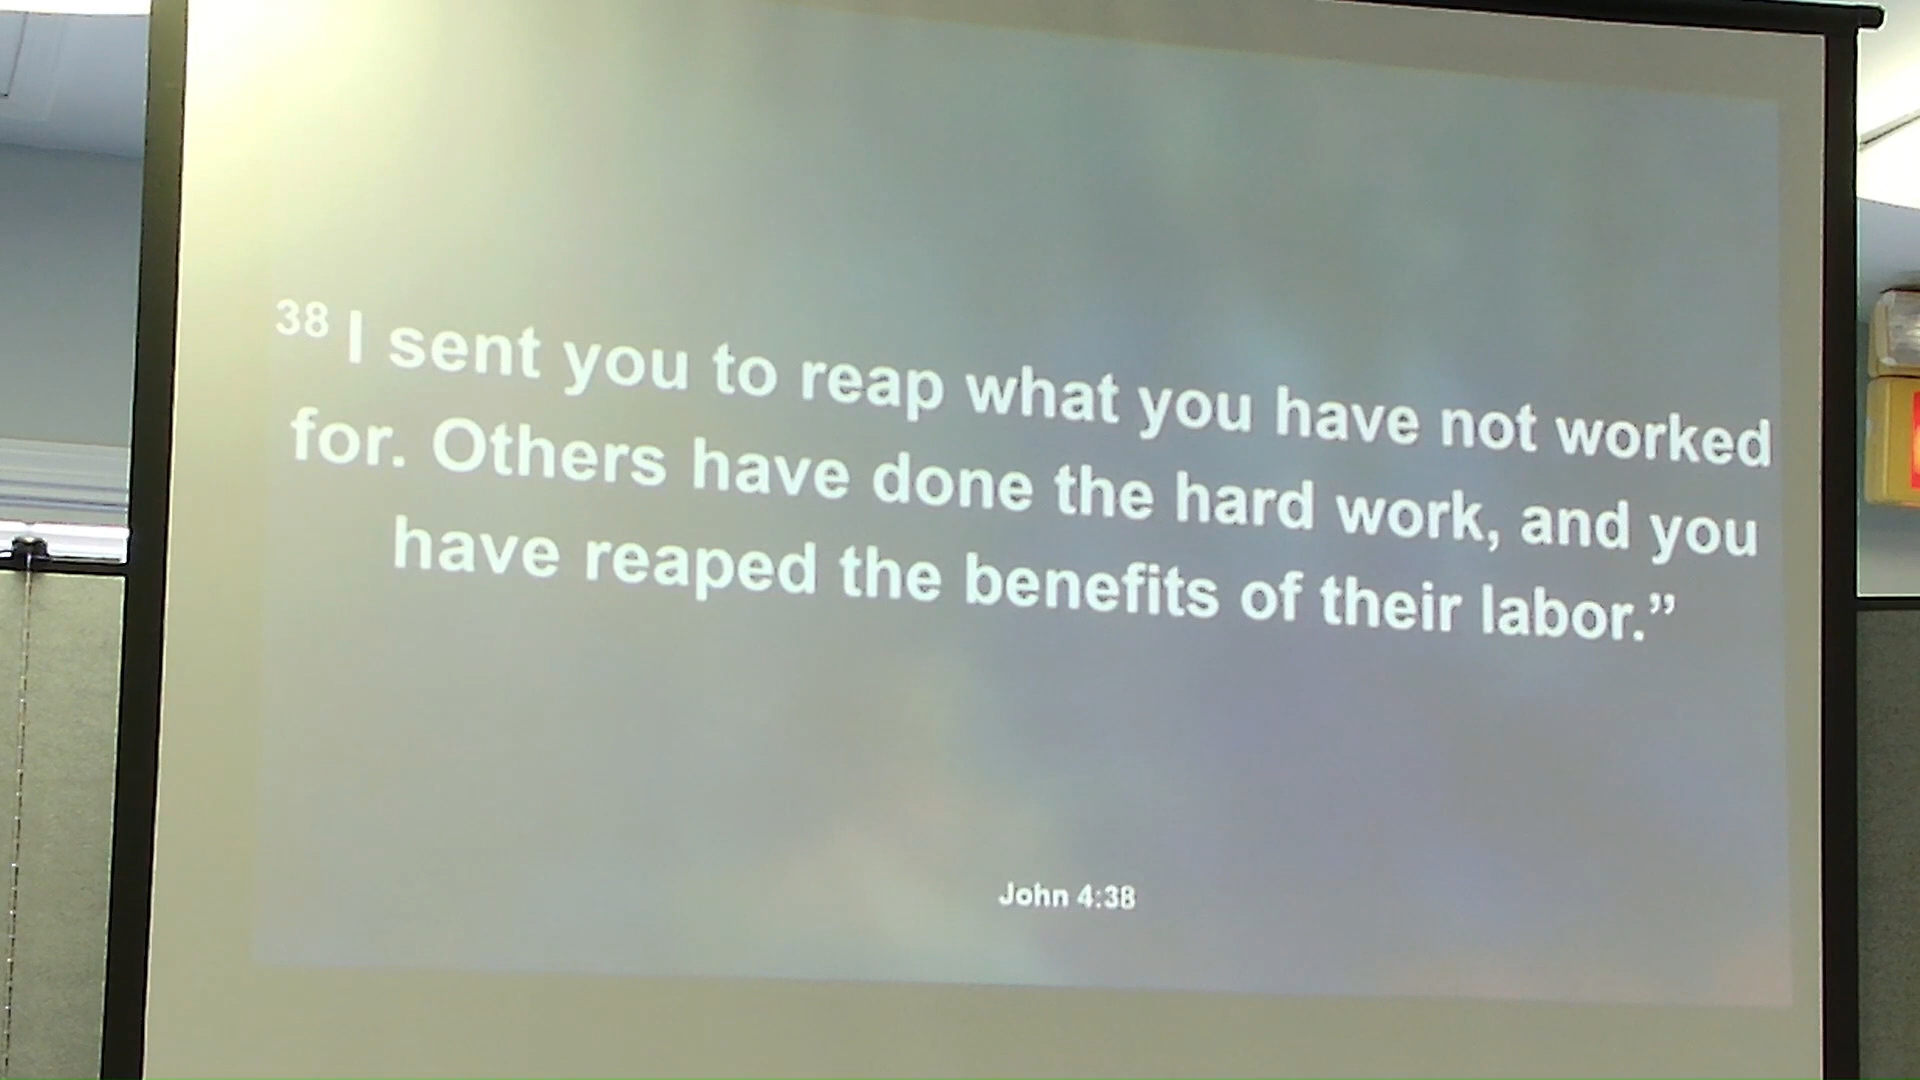 38 I sent you to reap what you have not worked
for. Others have done the hard work, and you
have reaped the benefits of their labor.”
John 4:38